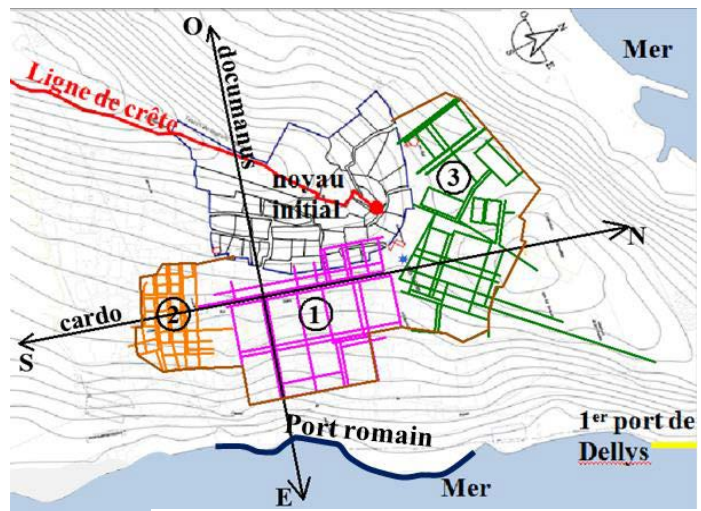 O
N
O
S
E
Mer
documanus
Ligne de crête
noyau
initial
3
N
cardo
2
1
S
Port romain
1er port de
Dellys
E
Mer